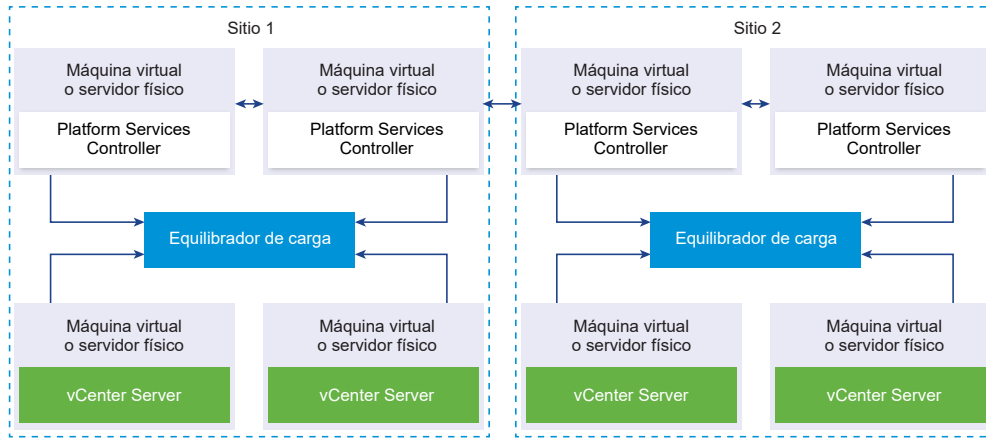 Sitio 1
Máquina virtual
o servidor físico
Platform Services
Controller
Máquina virtual
o servidor físico
Platform Services
Controller
Equilibrador de carga
Máquina virtual
o servidor físico
vCenter Server
Máquina virtual
o servidor físico
vCenter Server
Sitio 2
Máquina virtual
o servidor físico
Platform Services
Controller
Máquina virtual
o servidor físico
Platform Services
Controller
Equilibrador de carga
Máquina virtual
o servidor físico
vCenter Server
Máquina virtual
o servidor físico
vCenter Server